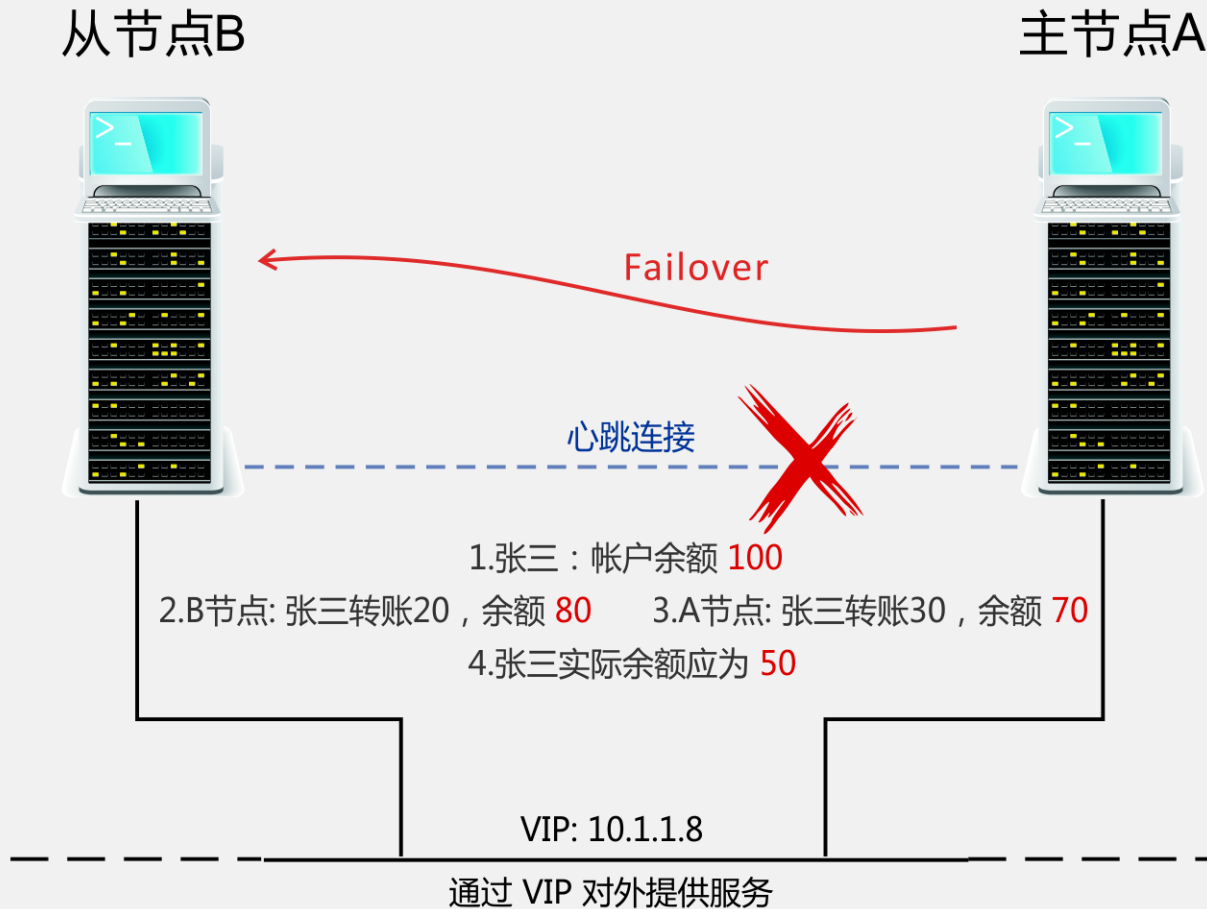 从节点B
主节点A
>_
>_
Failover
心跳连接
1.张三：帐户余额 100
2.B节点: 张三转账20，余额 80
3.A节点: 张三转账30，余额 70
4.张三实际余额应为 50
VIP: 10.1.1.8
通过 VIP 对外提供服务